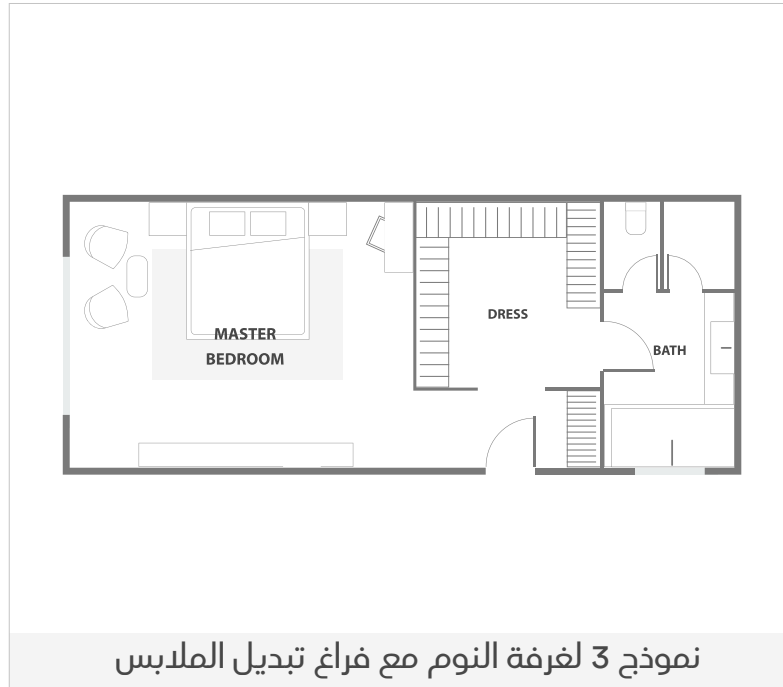 MASTER
BEDROOM
DRESS
BATH
نموذج 3 لغرفة النوم مع فراغ تبديل الملابس